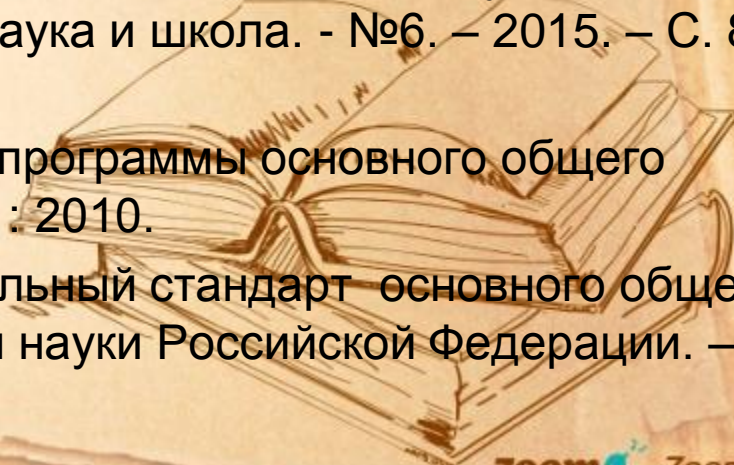 аука и школа. - №6. – 2015. – С. 8
программы основного общего
: 2010.
льный стандарт основного обще
и науки Российской Федерации. –